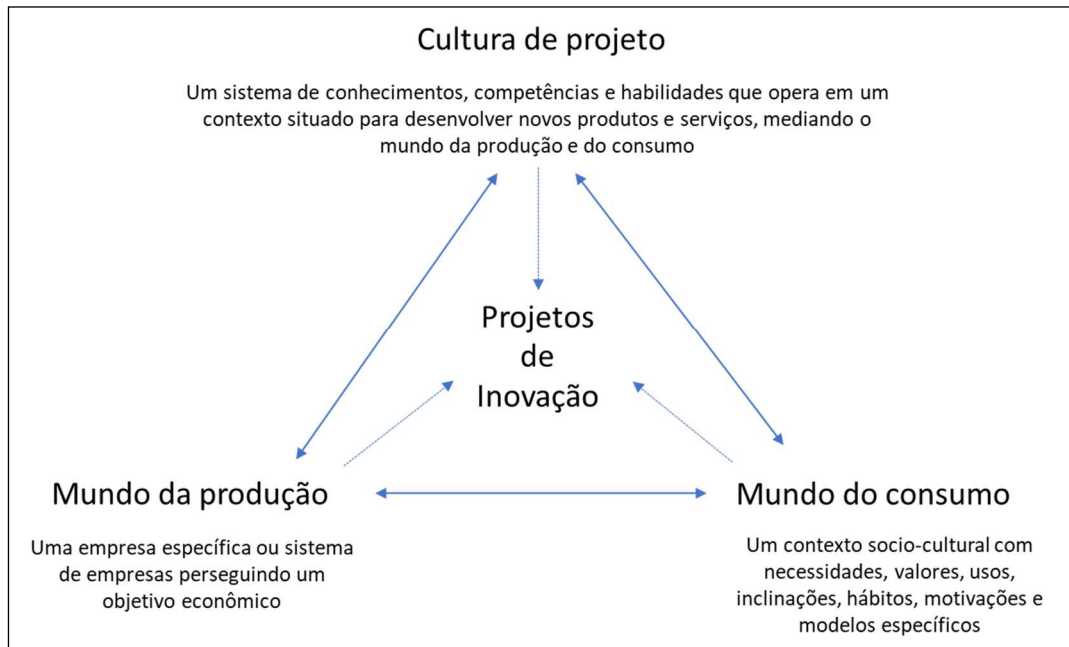 Cultura de projeto
Um sistema de conhecimentos, competências e habilidades que opera em um
contexto situado para desenvolver novos produtos e serviços, mediando o
mundo da produção e do consumo
Projetos
de
Inovação
Mundo da produção
Uma empresa específica ou sistema
de empresas perseguindo um
objetivo econômico
Mundo do consumo
Um contexto socio-cultural com
necessidades, valores, usos,
inclinações, hábitos, motivações e
modelos específicos